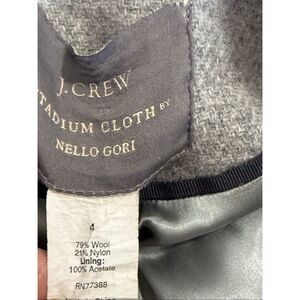 J.CREW
STADIUM CLOTH BY
NELLO GORI
4
79% Wool
21% Nylon
Lining:
100% Acetate
RN77388